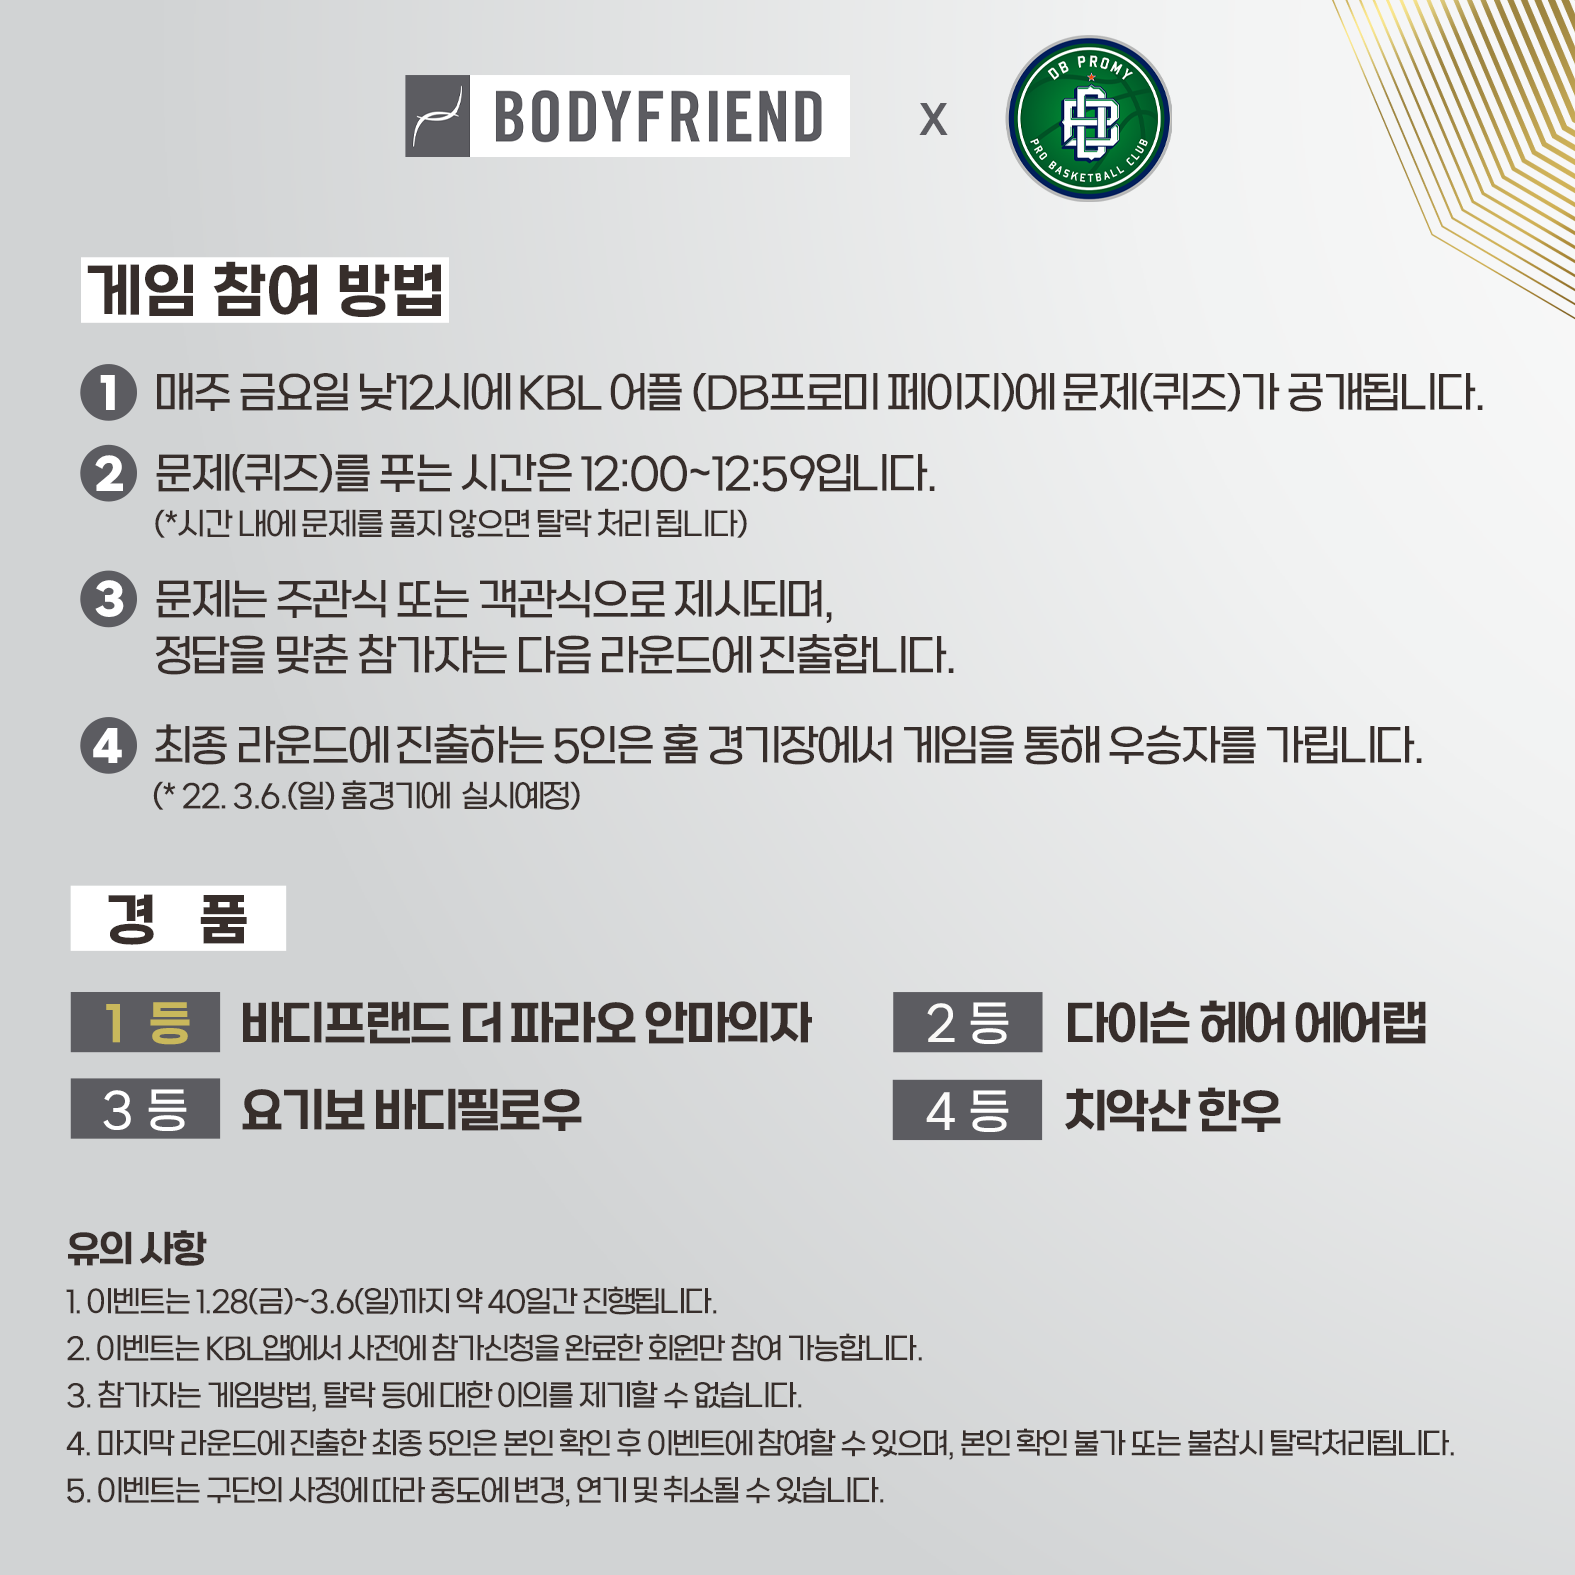 BODYFRIEND X DB PROMY PRO BASKETBALL CLUB
게임 참여 방법
1 매주 금요일 낮12시에 KBL 어플 (DB프로미 페이지)에 문제(퀴즈)가 공개됩니다.
2 문제(퀴즈)를 푸는 시간은 12:00~12:59입니다.
(*시간 내에 문제를 풀지 않으면 탈락 처리 됩니다)
3 문제는 주관식 또는 객관식으로 제시되며,
정답을 맞춘 참가자는 다음 라운드에 진출합니다.
4 최종 라운드에 진출하는 5인은 홈 경기장에서 게임을 통해 우승자를 가립니다.
(* 22. 3.6.(일) 홈경기에 실시예정)
경 품
1 등 바디프랜드 더 파라오 안마의자 2 등 다이슨 헤어 에어랩
3 등 요기보 바디필로우 4 등 치악산 한우
유의 사항
1. 이벤트는 1.28(금)~3.6(일)까지 약 40일간 진행됩니다.
2. 이벤트는 KBL앱에서 사전에 참가신청을 완료한 회원만 참여 가능합니다.
3. 참가자는 게임방법, 탈락 등에 대한 이의를 제기할 수 없습니다.
4. 마지막 라운드에 진출한 최종 5인은 본인 확인 후 이벤트에 참여할 수 있으며, 본인 확인 불가 또는 불참시 탈락처리됩니다.
5. 이벤트는 구단의 사정에 따라 중도에 변경, 연기 및 취소될 수 있습니다.